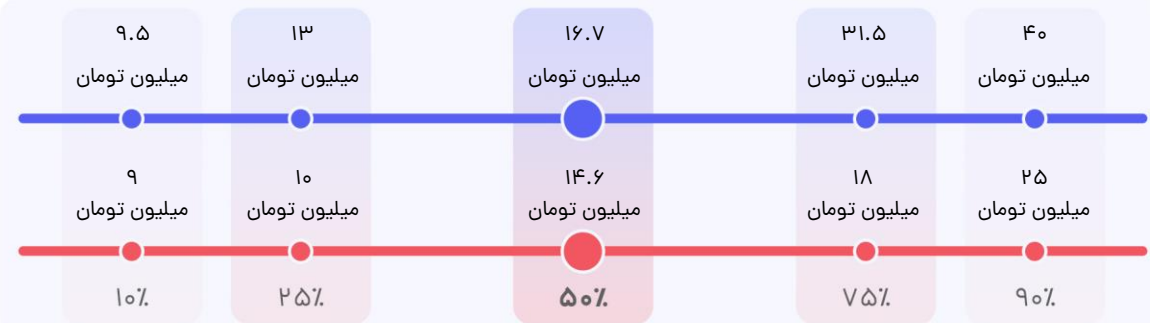 ۹.۵
۱۳
۱۶.۷
۳۱.۵
۴۰
میلیون تومان
میلیون تومان
میلیون تومان
میلیون تومان
میلیون تومان
۹
۱۰
۱۴.۶
۱۸
۲۵
میلیون تومان
میلیون تومان
میلیون تومان
میلیون تومان
میلیون تومان
۱۰٪
۲۵٪
۵۰٪
۷۵٪
۹۰٪